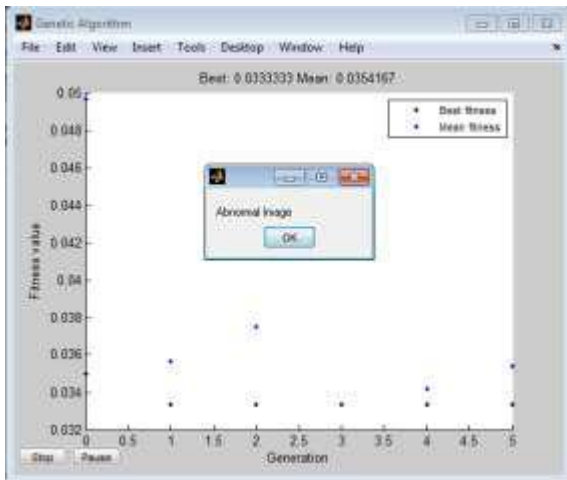 Genetic Algorithm
File Edit View Insert Tools Desktop Window Help
Best: 0.0333333 Mean: 0.0354167
Best fitness
Mean fitness
0.05
0.048
0.046
0.044
0.042
0.04
0.038
0.036
0.034
0.032
Fitness value
Abnormal Image
OK
0 0.5 1 1.5 2 2.5 3 3.5 4 4.5 5
Generation
Stop Pause